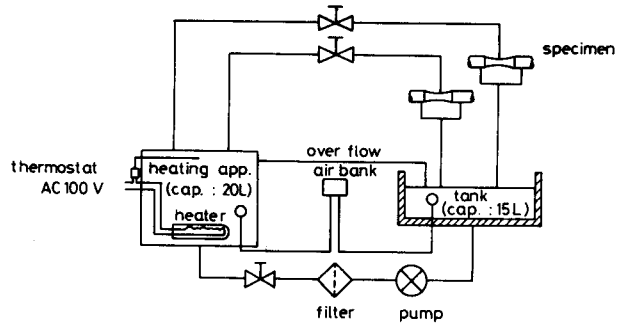 specimen
over flow
air bank
thermostat
AC 100 V
heating app.
(cap. : 20L)
heater
tank
(cap. : 15L)
filter
pump